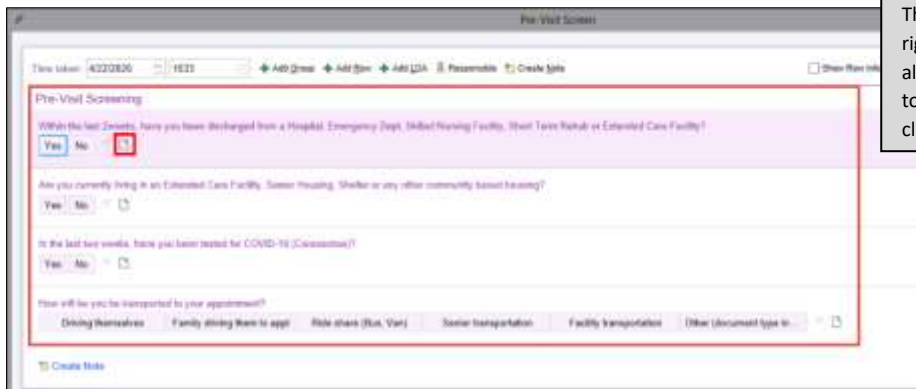 Pre-Visit Screen
Th
rig
al
to
cl
Time taken: 4/22/2020 1633 Add Group Add Row Add LDA Responsible Create Note Show Row Info
Pre-Visit Screening
Within the last 2weeks, have you been discharged from a Hospital, Emergency Dept, Skilled Nursing Facility, Short Term Rehab or Extended Care Facility?
Yes No
Are you currently living in an Extended Care Facility, Senior Housing, Shelter or any other community based housing?
Yes No
In the last two weeks, have you been tested for COVID-19 (Coronavirus)?
Yes No
How will be you be transported to your appointment?
Driving themselves Family driving them to appt Ride share (Bus, Van) Senior transportation Facility transportation Other (document type in...
Create Note